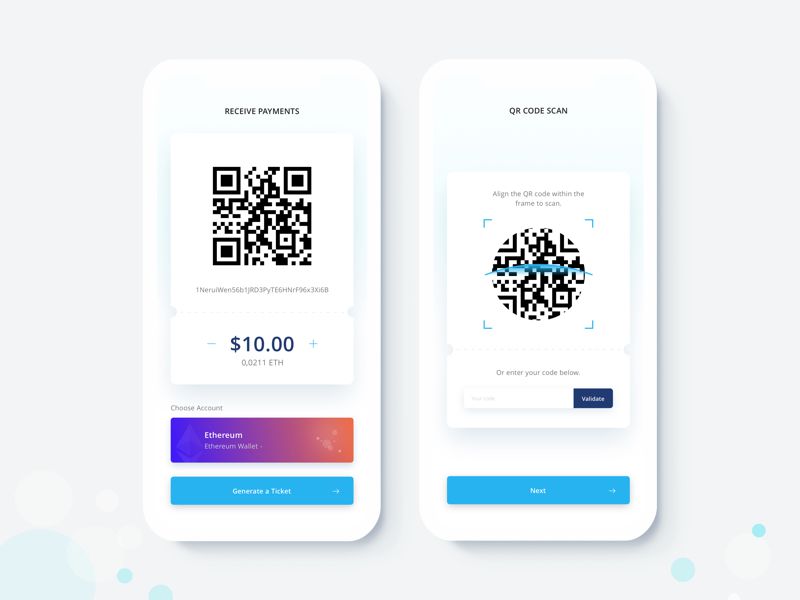 RECEIVE PAYMENTS
1NeruiWen56b1JRD3PyTE6HNrF96x3Xi6B
− $10.00 +
0,0211 ETH
Choose Account
Ethereum
Ethereum Wallet -
Generate a Ticket →
QR CODE SCAN
Align the QR code within the
frame to scan.
Or enter your code below.
Your code
Validate
Next →